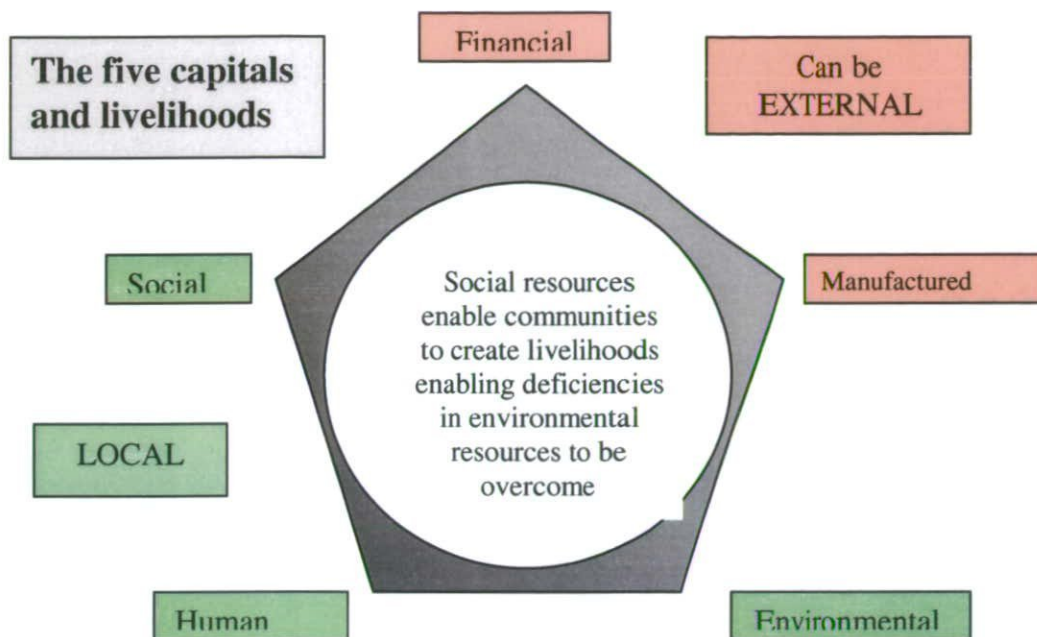 Financial
The five capitals
and livelihoods
Can be
EXTERNAL
Social
Manufactured
Social resources
enable communities
to create livelihoods
enabling deficiencies
in environmental
resources to be
overcome
LOCAL
Human
Environmental